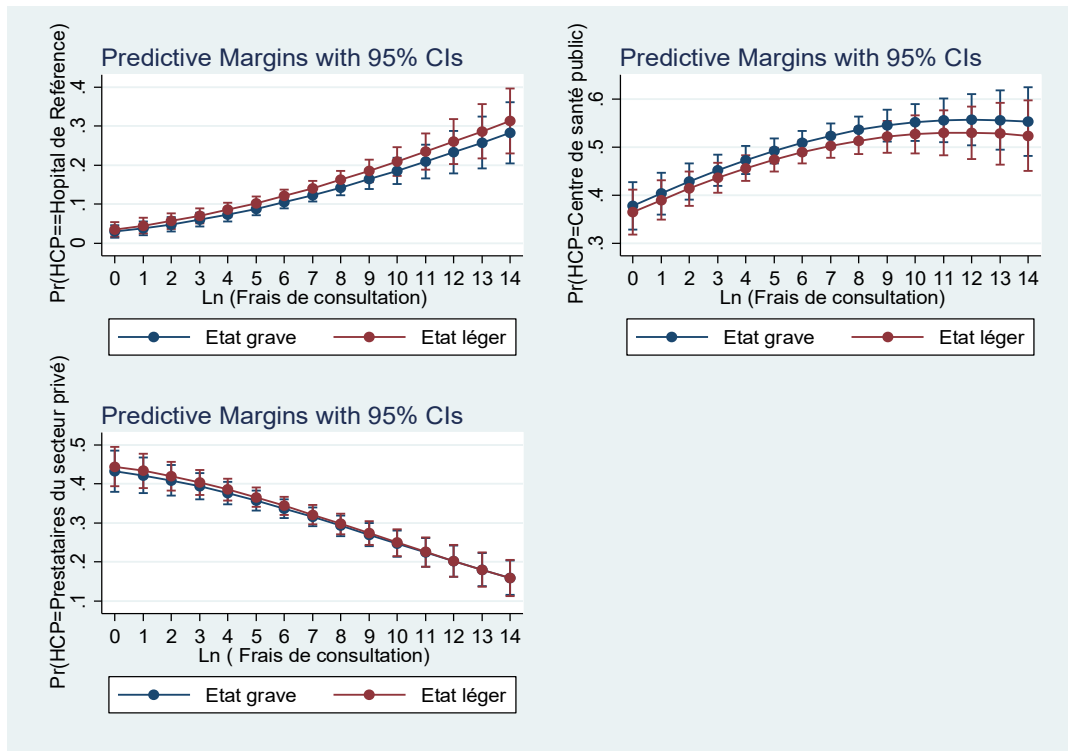 Predictive Margins with 95% CIs
Pr(HCP==Hopital de Reférence)
.4
.3
.2
.1
0
0 1 2 3 4 5 6 7 8 9 10 11 12 13 14
Ln (Frais de consultation)
Etat grave Etat léger
Predictive Margins with 95% CIs
Pr(HCP=Centre de santé public)
.6
.5
.4
.3
0 1 2 3 4 5 6 7 8 9 10 11 12 13 14
Ln (Frais de consultation)
Etat grave Etat léger
Predictive Margins with 95% CIs
Pr(HCP=Prestataires du secteur privé)
.5
.4
.3
.2
.1
0 1 2 3 4 5 6 7 8 9 10 11 12 13 14
Ln ( Frais de consultation)
Etat grave Etat léger